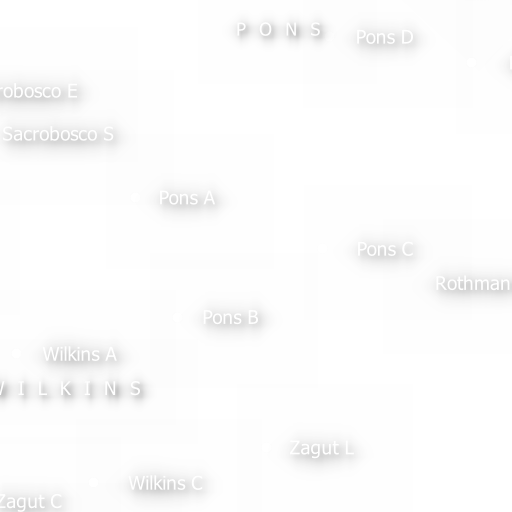 P O N S
Pons D
robosco E
Sacrobosco S
Pons A
Pons C
Rothman
Pons B
Wilkins A
W I L K I N S
Zagut L
Wilkins C
Zagut C